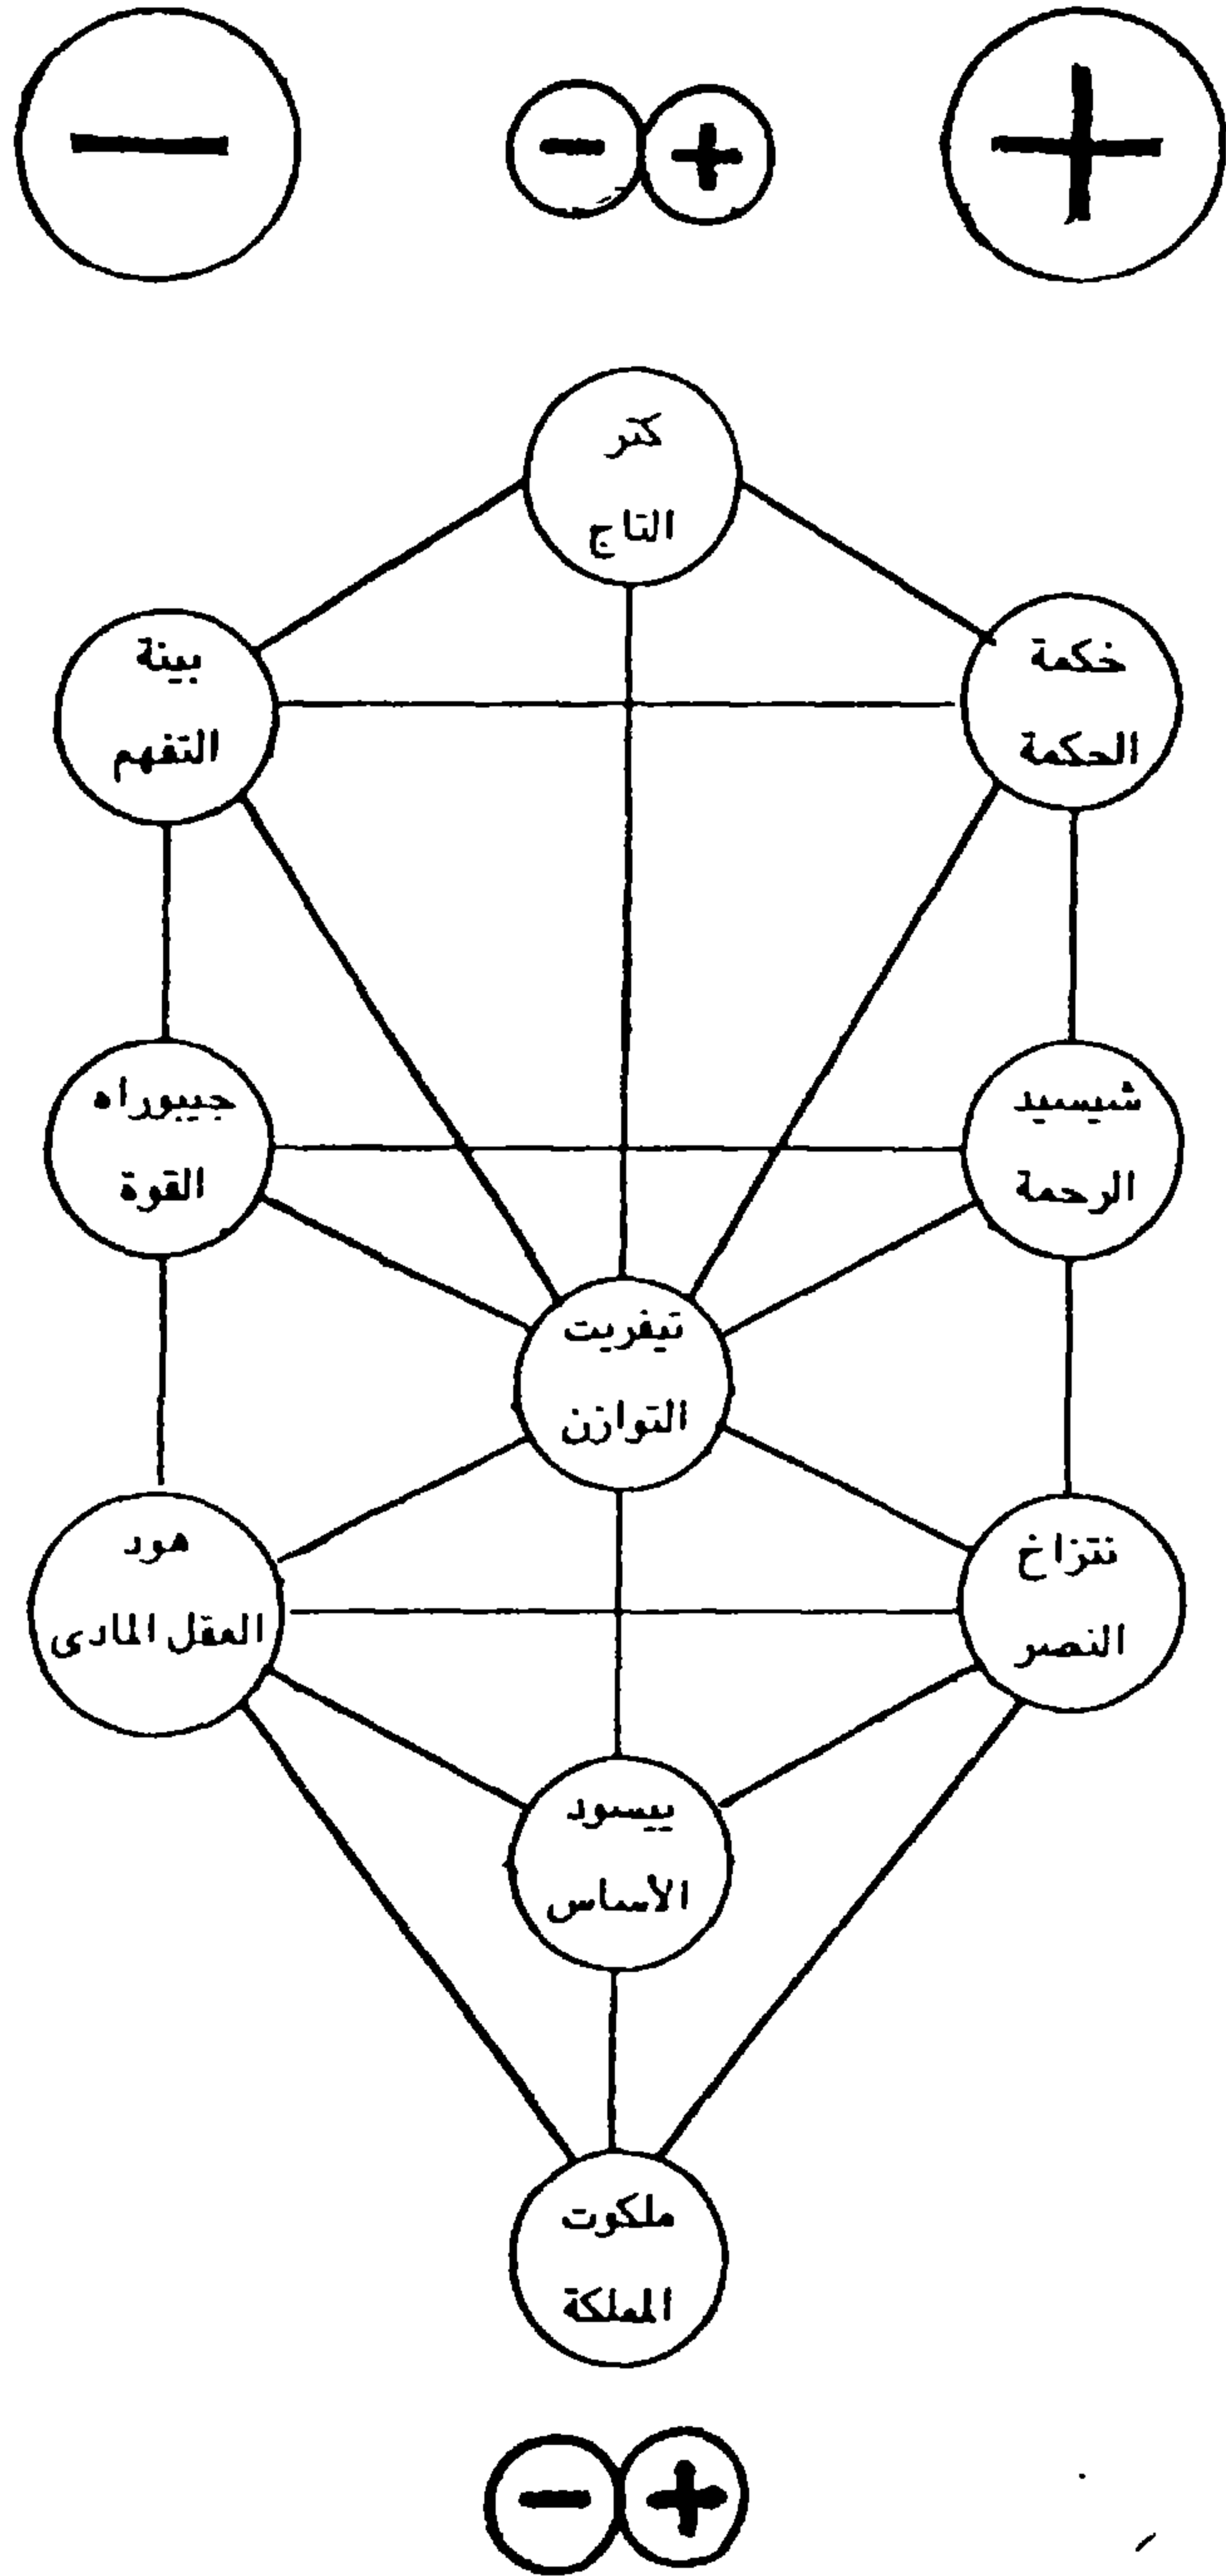 −
− +
+
كتر
التاج
خكمة
الحكمة
بينة
التفهم
شيسيد
الرحمة
جيبوراه
القوة
تيفريت
التوازن
نتزاخ
النصر
هود
العقل المادى
ييسود
الأساس
ملكوت
المملكة
− +